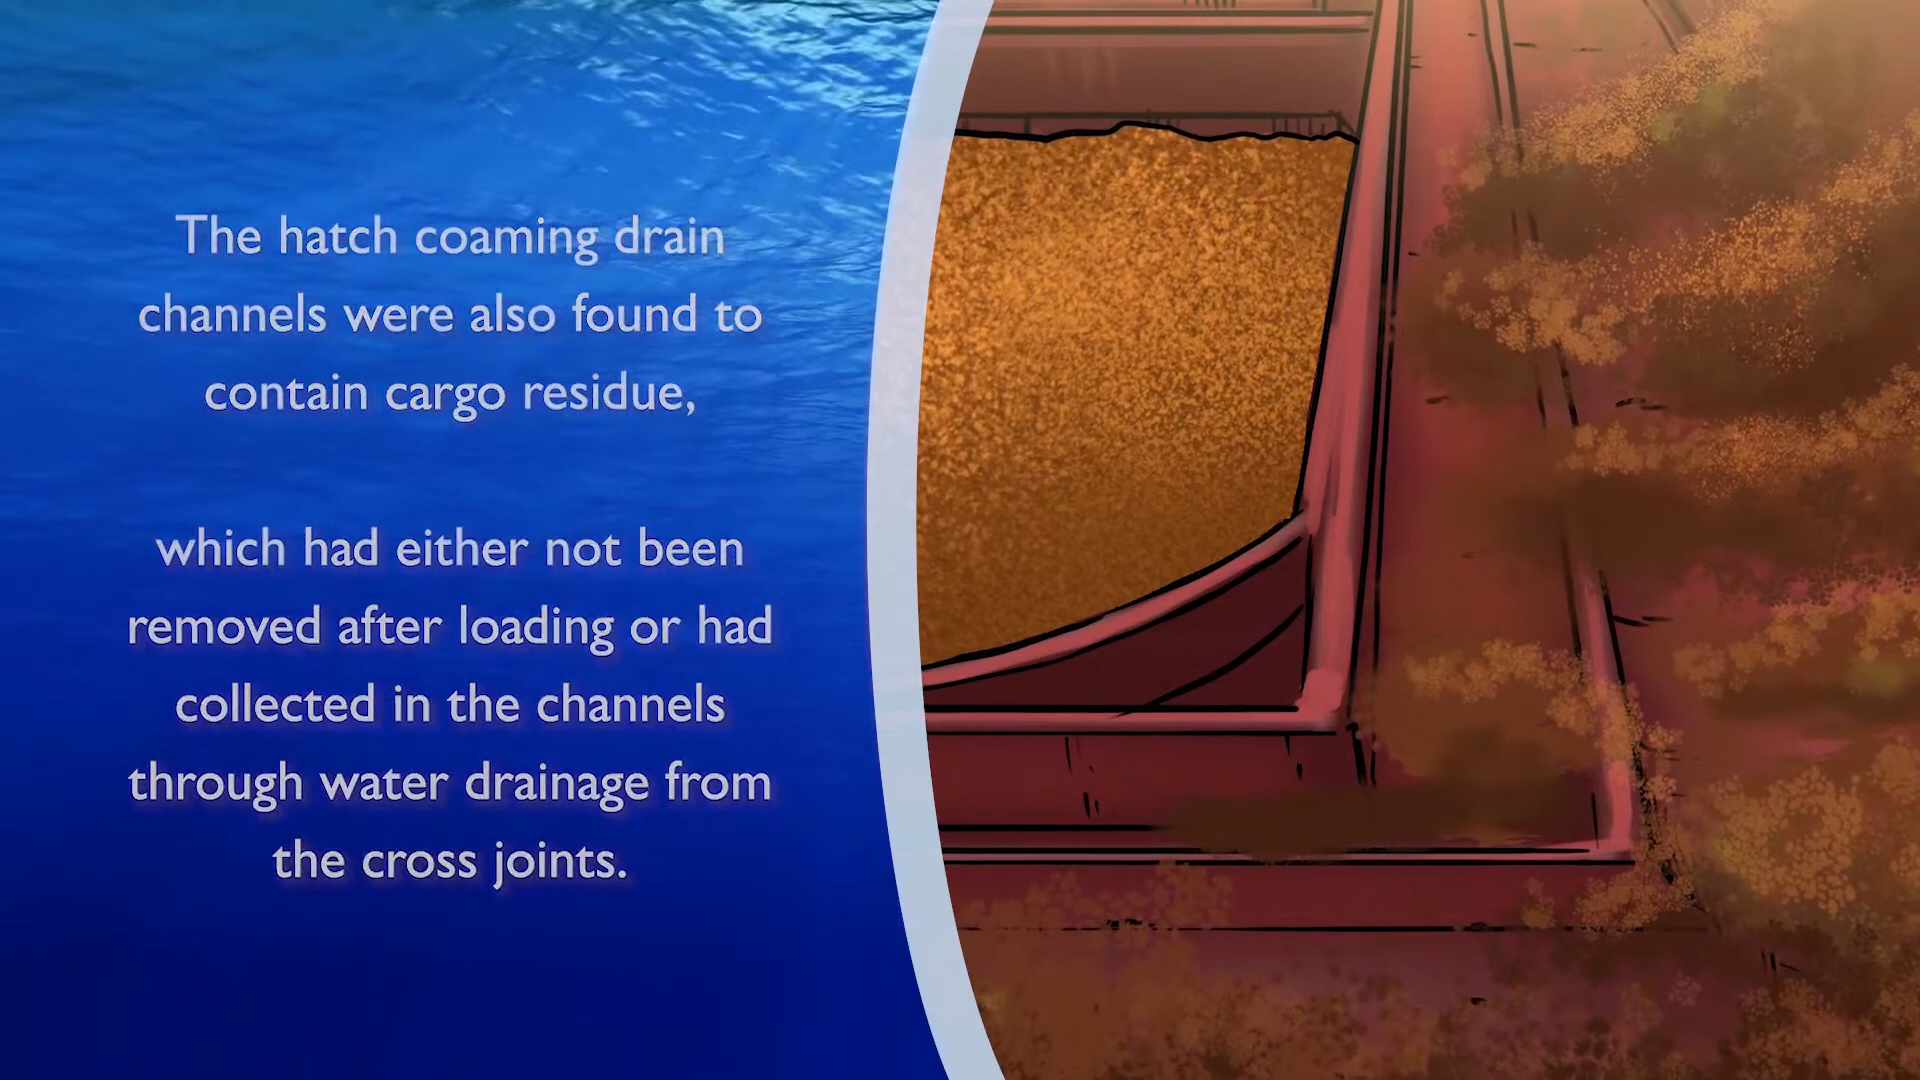 The hatch coaming drain
channels were also found to
contain cargo residue,
which had either not been
removed after loading or had
collected in the channels
through water drainage from
the cross joints.